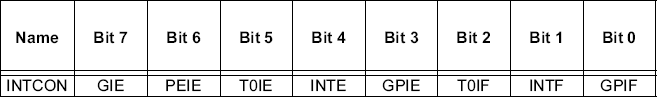 Name Bit 7 Bit 6 Bit 5 Bit 4 Bit 3 Bit 2 Bit 1 Bit 0
INTCON GIE PEIE T0IE INTE GPIE T0IF INTF GPIF